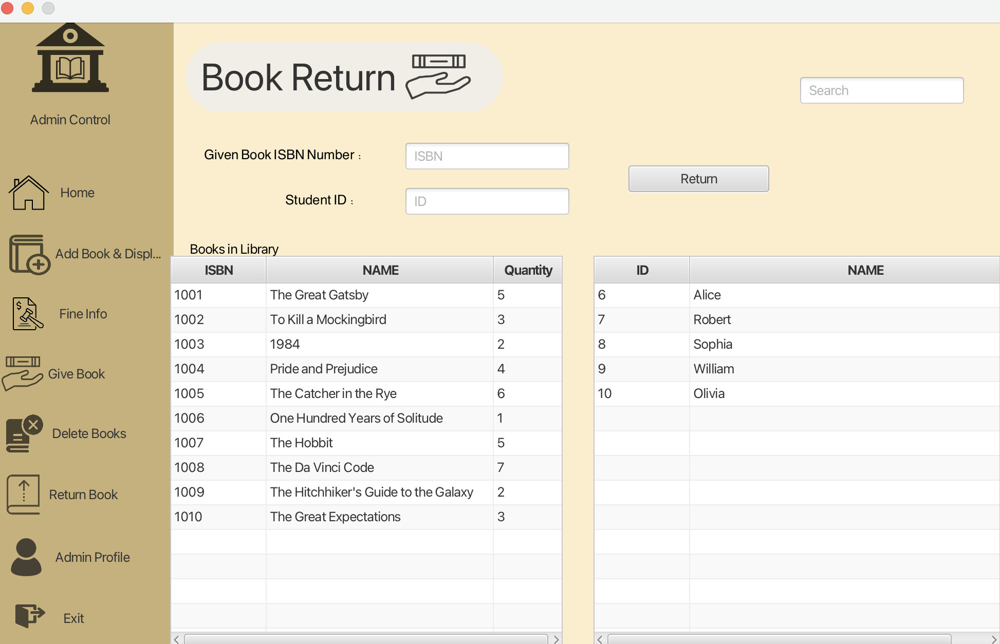 Admin Control
Home
Add Book & Displ...
Fine Info
Give Book
Delete Books
Return Book
Admin Profile
Exit
Book Return
Search
Given Book ISBN Number :
ISBN
Student ID :
ID
Return
Books in Library
ISBN NAME Quantity
1001 The Great Gatsby 5
1002 To Kill a Mockingbird 3
1003 1984 2
1004 Pride and Prejudice 4
1005 The Catcher in the Rye 6
1006 One Hundred Years of Solitude 1
1007 The Hobbit 5
1008 The Da Vinci Code 7
1009 The Hitchhiker's Guide to the Galaxy 2
1010 The Great Expectations 3
ID NAME
6 Alice
7 Robert
8 Sophia
9 William
10 Olivia